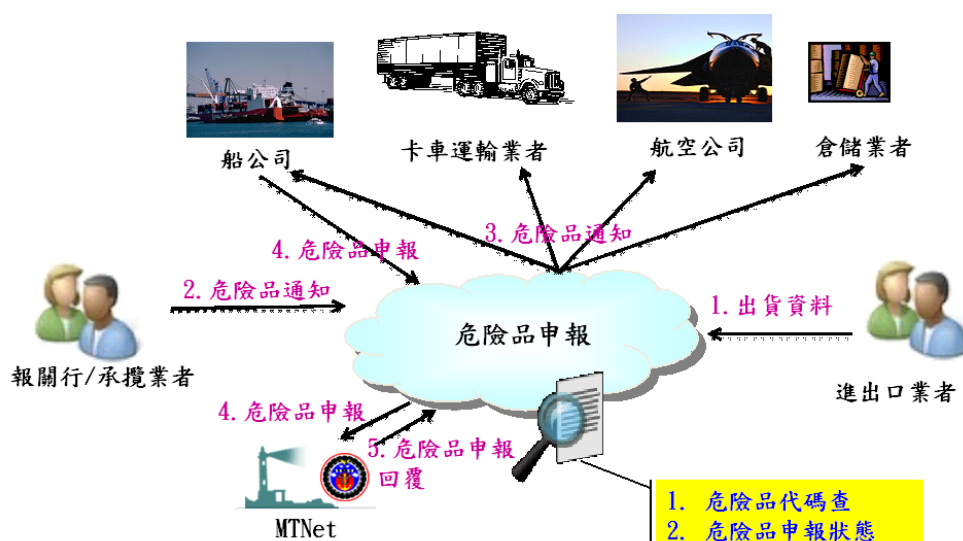 船公司
卡車運輸業者
航空公司
倉儲業者
3.危險品通知
4.危險品申報
2.危險品通知
1.出貨資料
危險品申報
報關行/承攬業者
進出口業者
4.危險品申報
5.危險品申報
回覆
MTNet
1. 危險品代碼查
2. 危險品申報狀態